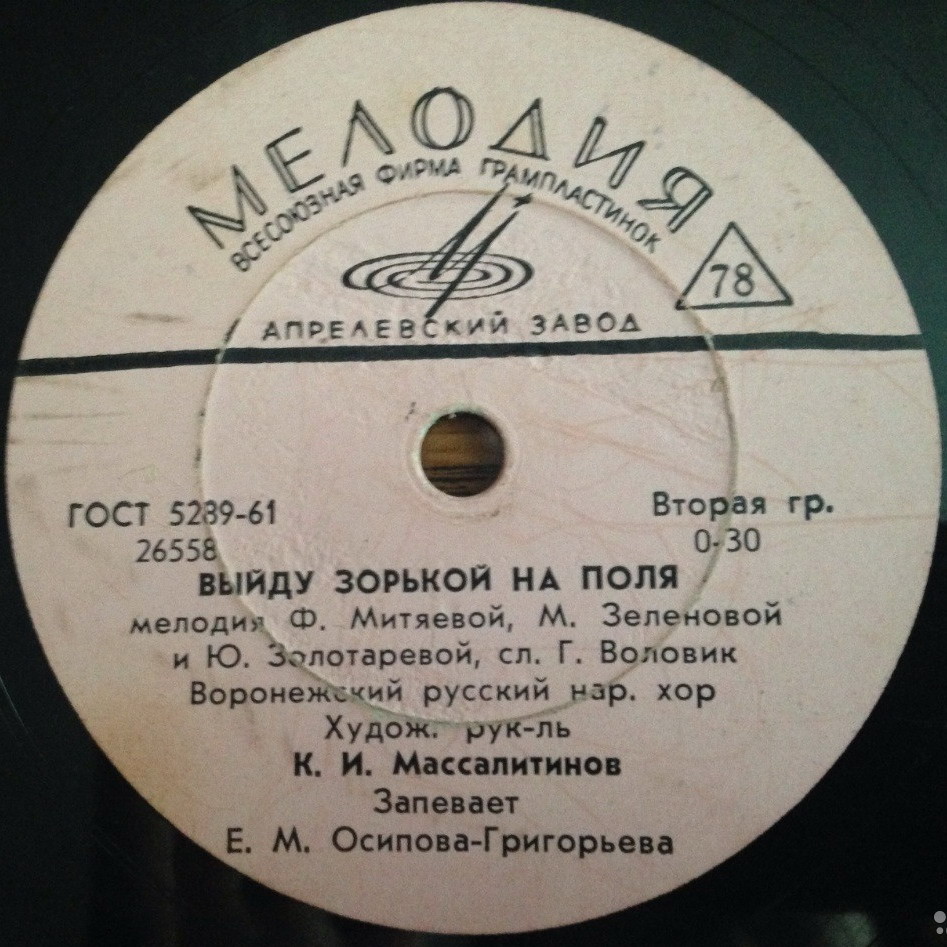 МЕЛОДИЯ
ВСЕСОЮЗНАЯ ФИРМА ГРАМПЛАСТИНОК
78
АПРЕЛЕВСКИЙ ЗАВОД
ГОСТ 5289-61 Вторая гр.
26558 0-30
ВЫЙДУ ЗОРЬКОЙ НА ПОЛЯ
мелодия Ф. Митяевой, М. Зеленовой
и Ю. Золотаревой, сл. Г. Воловик
Воронежский русский нар. хор
Худож. рук-ль
К. И. Массалитинов
Запевает
Е. М. Осипова-Григорьева